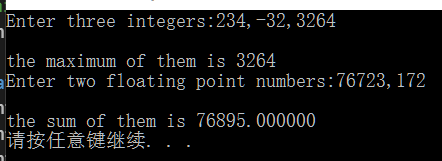 Enter three integers:234,-32,3264
the maximum of them is 3264
Enter two floating point numbers:76723,172
the sum of them is 76895.000000
请按任意键继续. . .